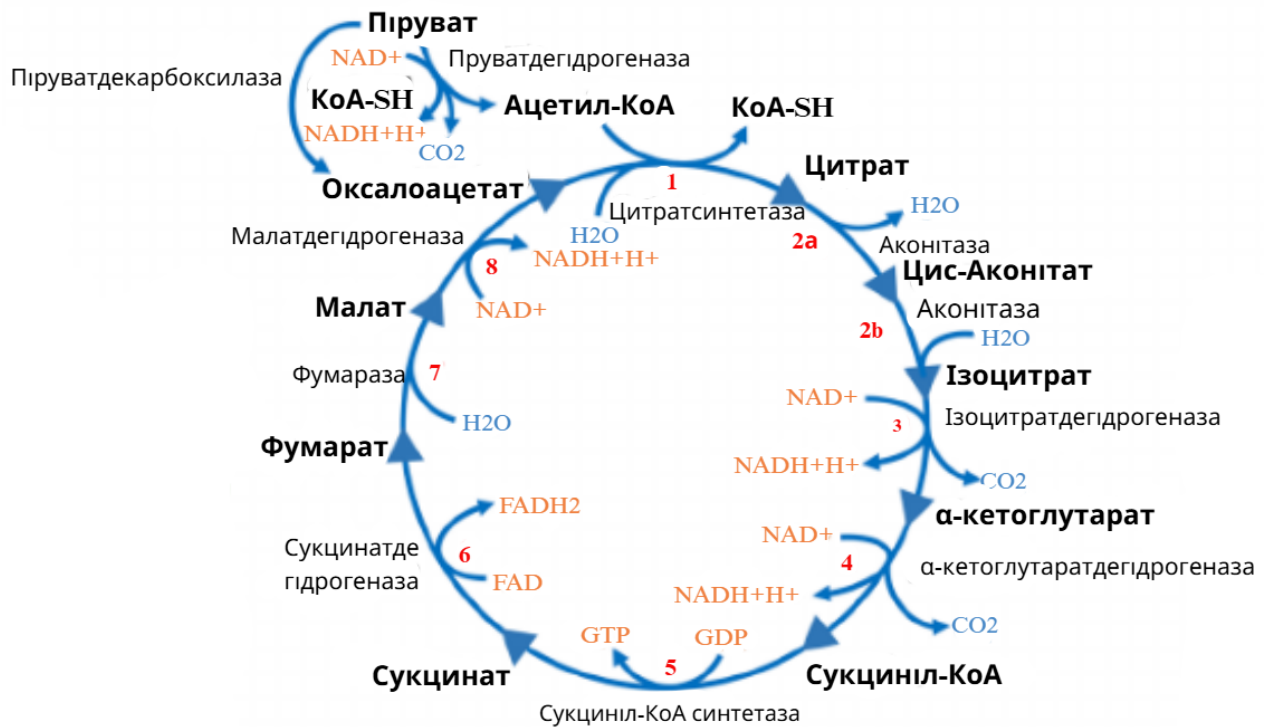 Піруват
NAD+
Пруватдегідрогеназа
Піруватдекарбоксилаза
КоА-SH
Ацетил-КоА
КоА-SH
NADH+H+
CO2
Цитрат
Оксалоацетат
1
H2O
Цитратсинтетаза
H2O
2a
Аконітаза
Малатдегідрогеназа
NADH+H+
8
Цис-Аконітат
Малат
NAD+
Аконітаза
2b
H2O
Фумараза
7
Ізоцитрат
NAD+
Ізоцитратдегідрогеназа
3
H2O
Фумарат
NADH+H+
CO2
FADH2
α-кетоглутарат
NAD+
Сукцинатде
гідрогеназа
6
4
α-кетоглутаратдегідрогеназа
FAD
NADH+H+
CO2
GTP
GDP
5
Сукцинат
Сукциніл-КоА
Сукциніл-КоА синтетаза